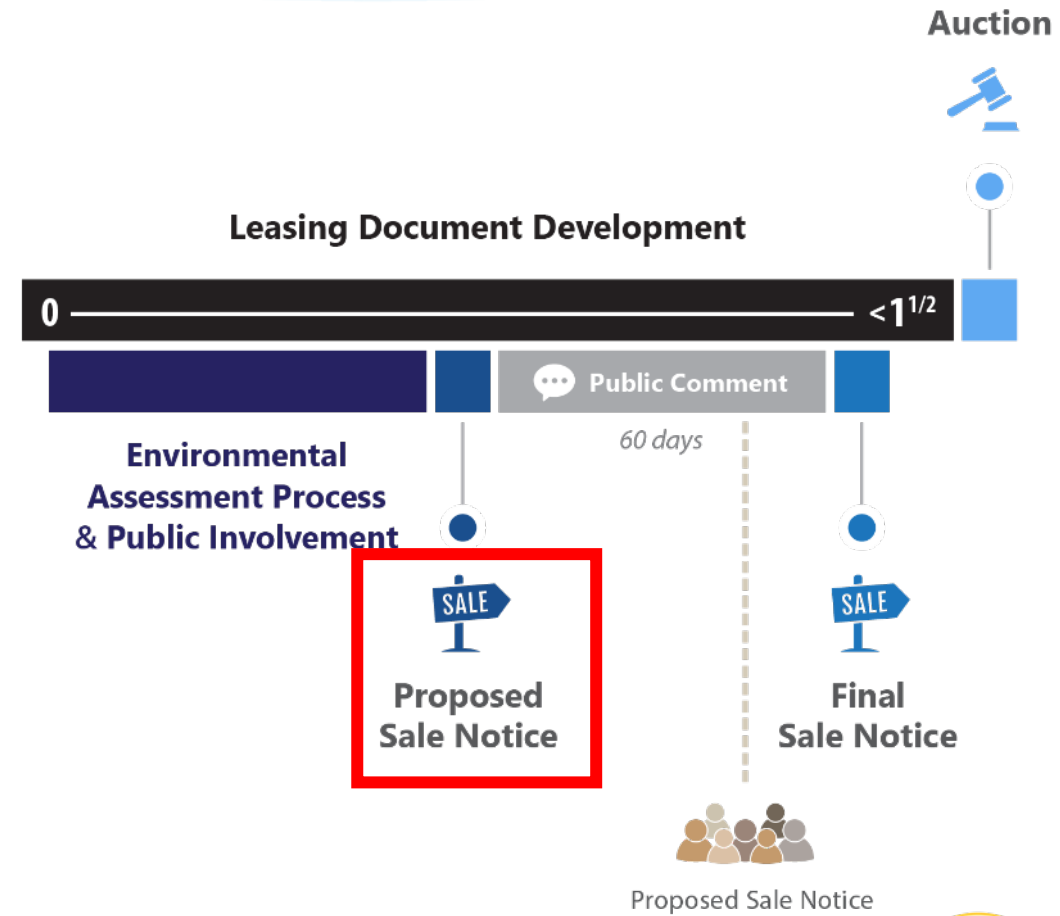 Auction
Leasing Document Development
0 <1 1/2
Public Comment
60 days
Environmental
Assessment Process
& Public Involvement
SALE
SALE
Proposed
Sale Notice
Final
Sale Notice
Proposed Sale Notice